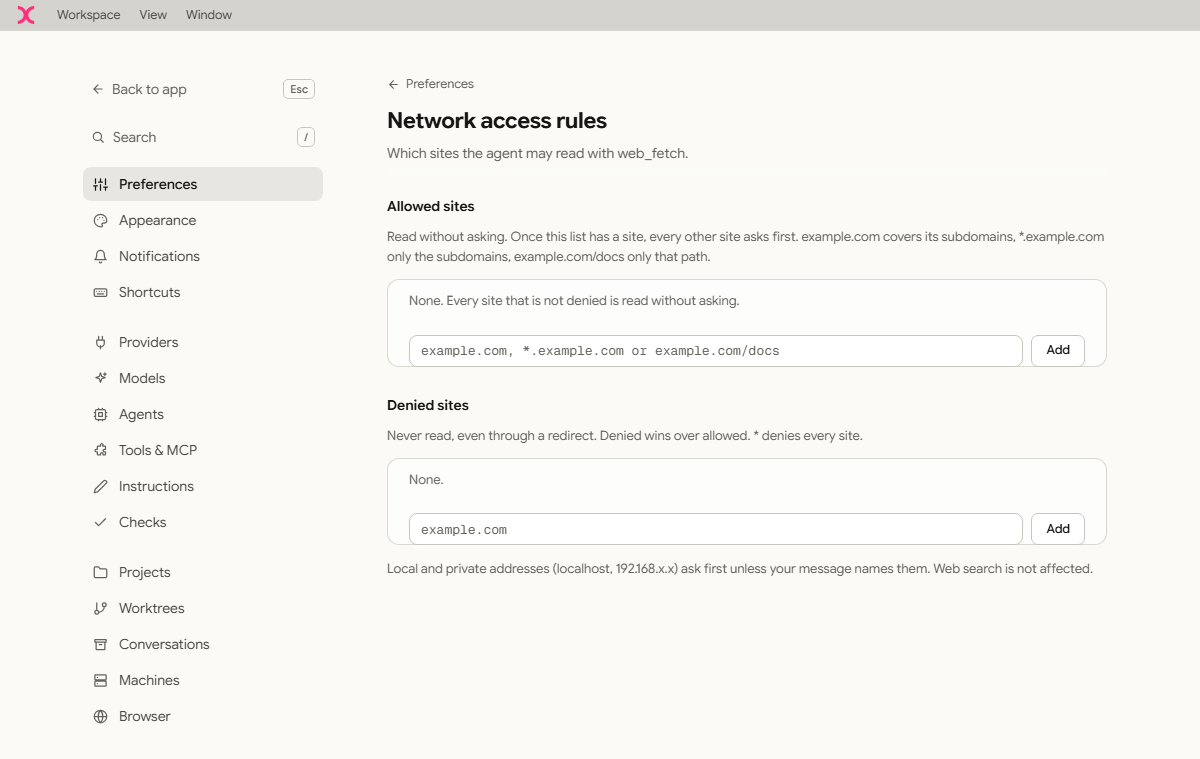 Workspace View Window
Back to app Esc
Search /
Preferences
Appearance
Notifications
Shortcuts
Providers
Models
Agents
Tools & MCP
Instructions
Checks
Projects
Worktrees
Conversations
Machines
Browser
Preferences
Network access rules
Which sites the agent may read with web_fetch.
Allowed sites
Read without asking. Once this list has a site, every other site asks first. example.com covers its subdomains, *.example.com
only the subdomains, example.com/docs only that path.
None. Every site that is not denied is read without asking.
example.com, *.example.com or example.com/docs Add
Denied sites
Never read, even through a redirect. Denied wins over allowed. * denies every site.
None.
example.com Add
Local and private addresses (localhost, 192.168.x.x) ask first unless your message names them. Web search is not affected.